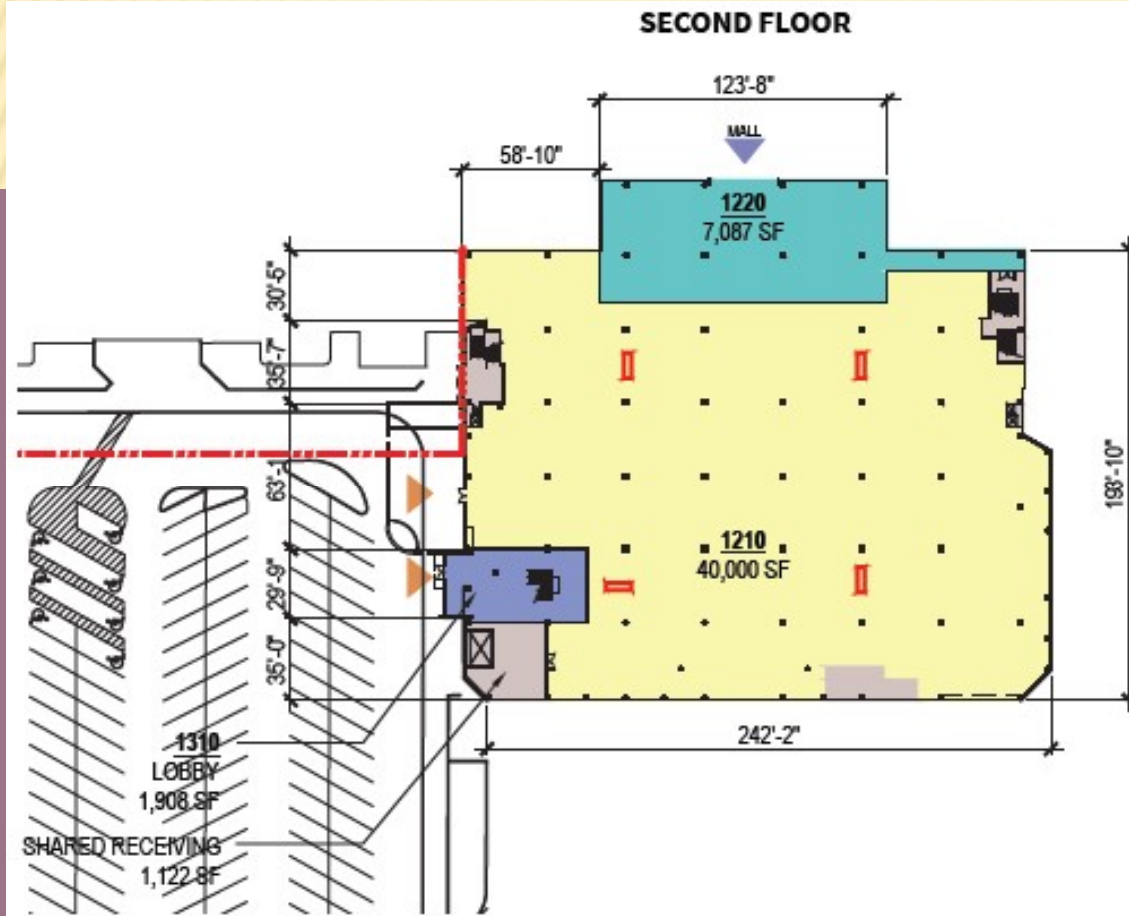 SECOND FLOOR
123'-8"
MALL
58'-10"
1220
7,087 SF
30'-5"
35'-7"
63'-1
29'-9"
35'-0"
193'-10"
1210
40,000 SF
242'-2"
1310
LOBBY
1,908 SF
SHARED RECEIVING
1,122 SF